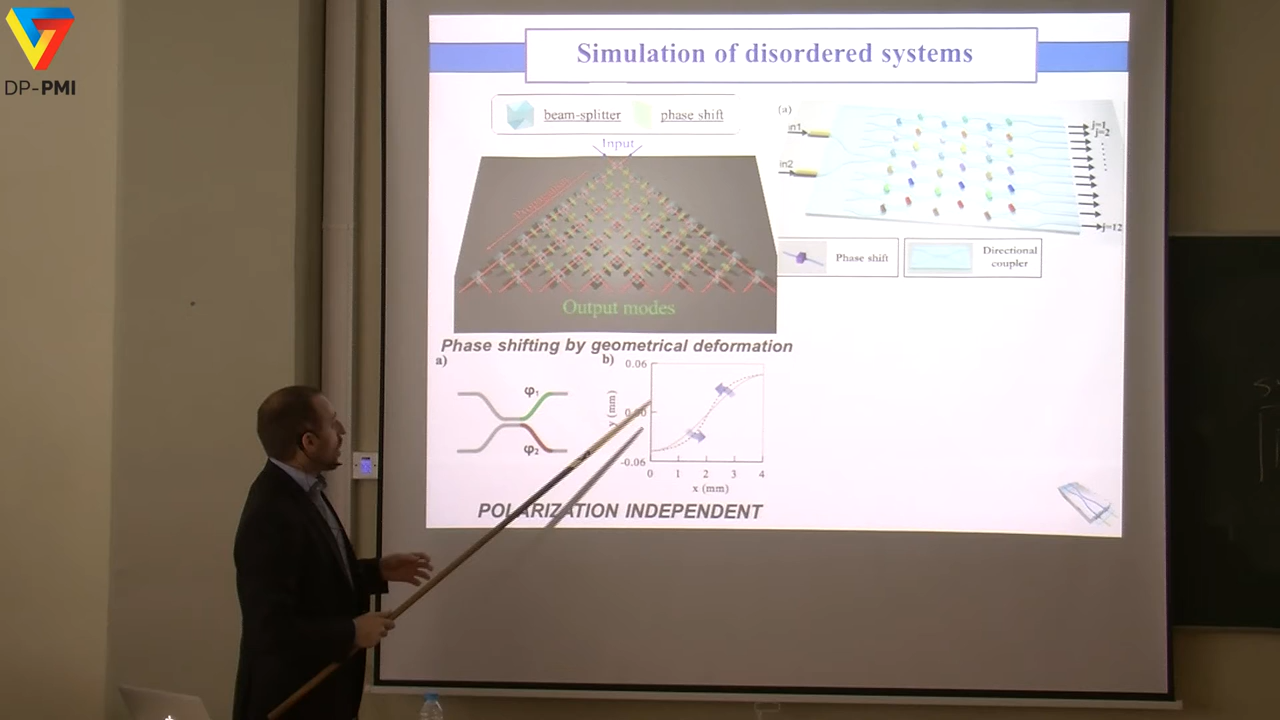 DP-PMI
Simulation of disordered systems
beam-splitter
phase shift
Input
Output modes
(a)
in1
in2
j=1
j=2
j=12
Phase shift
Directional
coupler
Phase shifting by geometrical deformation
a)
φ1
φ2
b)
0.06
-0.06
y (mm)
0 1 2 3 4
x (mm)
POLARIZATION INDEPENDENT